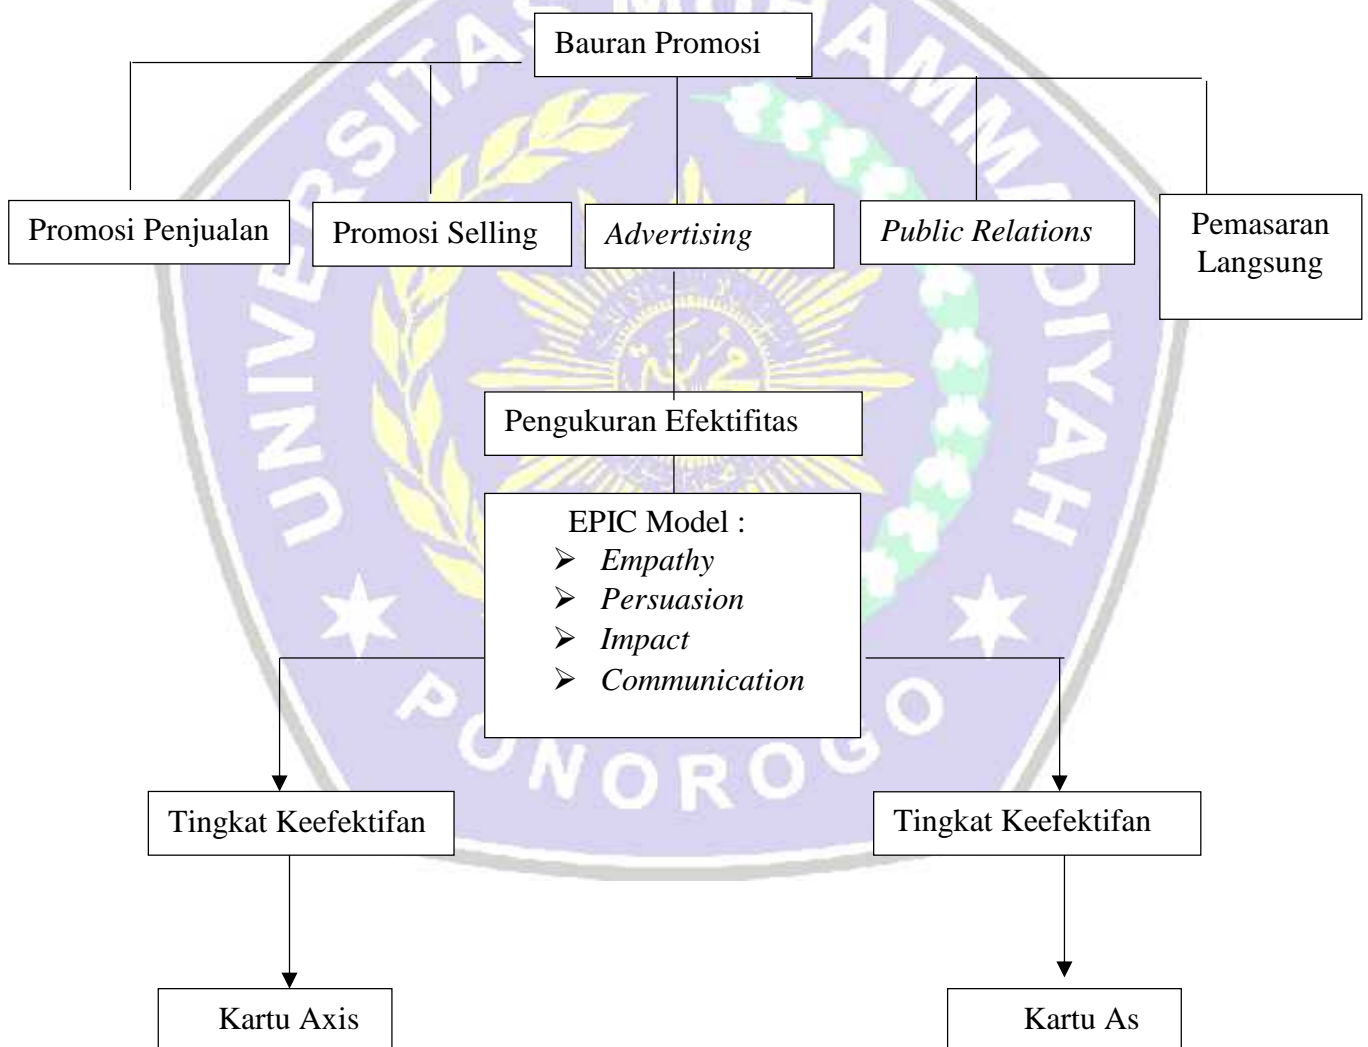 Bauran Promosi
Promosi Penjualan
Promosi Selling
Advertising
Public Relations
Pemasaran
Langsung
Pengukuran Efektifitas
EPIC Model :
➢ Empathy
➢ Persuasion
➢ Impact
➢ Communication
Tingkat Keefektifan
Tingkat Keefektifan
Kartu Axis
Kartu As
PONOROGO